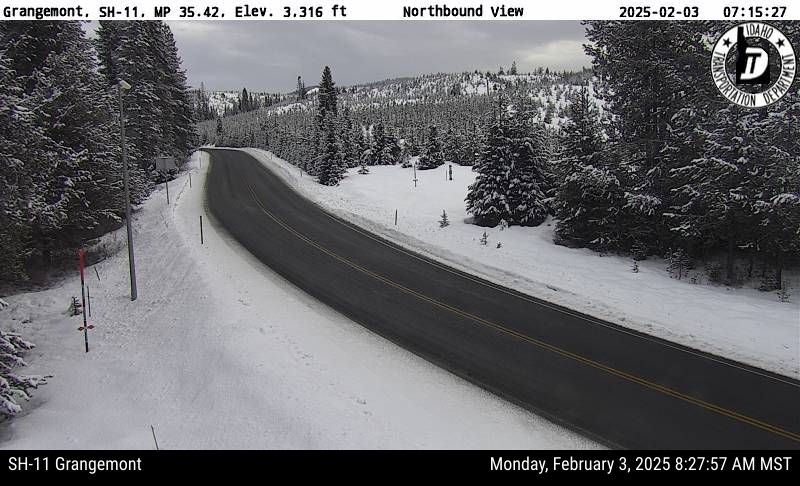 Grangemont, SH-11, MP 35.42, Elev. 3,316 ft Northbound View 2025-02-03 07:15:27
IDAHO
TRANSPORTATION DEPARTMENT
SH-11 Grangemont Monday, February 3, 2025 8:27:57 AM MST